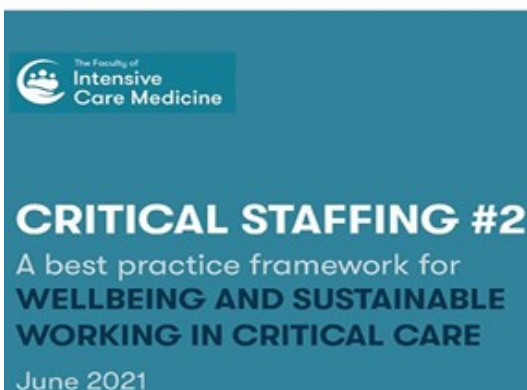 The Faculty of
Intensive
Care Medicine
CRITICAL STAFFING #2
A best practice framework for
WELLBEING AND SUSTAINABLE
WORKING IN CRITICAL CARE
June 2021